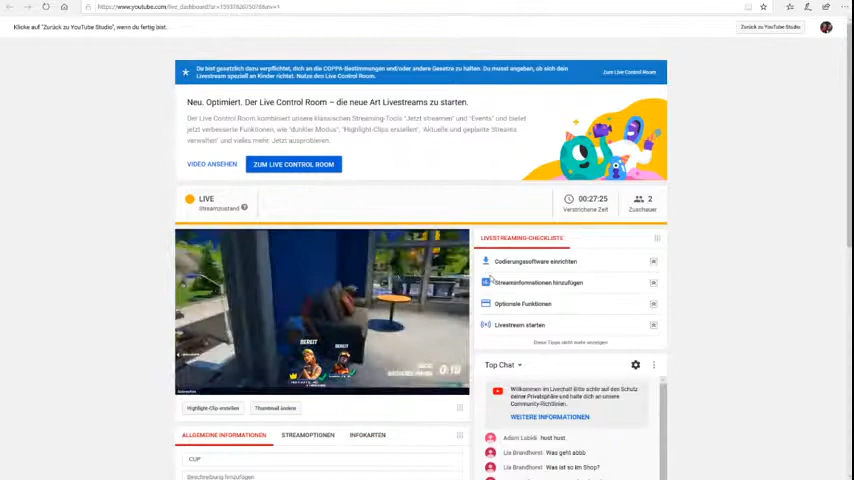 https://www.youtube.com/live_dashboard?
Klicke auf "Zurück zu YouTube Studio", wenn du fertig bist.
Zurück zu YouTube Studio
Du bist gesetzlich dazu verpflichtet, dich an die COPPA-Bestimmungen und/oder andere Gesetze zu halten. Du musst angeben, ob sich dein
Livestream speziell an Kinder richtet. Nutze den Live Control Room.
Zum Live Control Room
Neu. Optimiert. Der Live Control Room – die neue Art Livestreams zu starten.
Der Live Control Room kombiniert unsere klassischen Streaming-Tools "Jetzt streamen" und "Events" und bietet
jetzt verbesserte Funktionen, wie "dunkler Modus", "Highlight-Clips erstellen", "Aktuelle und geplante Streams
verwalten" und vieles mehr. Jetzt ausprobieren.
VIDEO ANSEHEN
ZUM LIVE CONTROL ROOM
LIVE
Streamzustand
00:27:25
Verstrichene Zeit
2
Zuschauer
BEREIT
BEREIT
0:19
LIVESTREAMING-CHECKLISTE
Codierungssoftware einrichten
Streaminformationen hinzufügen
Optionale Funktionen
Livestream starten
Diese Tipps nicht mehr anzeigen
Highlight-Clip erstellen
Thumbnail ändern
Top Chat
Willkommen im Livechat! Bitte achte auf den Schutz
deiner Privatsphäre und halte dich an unsere
Community-Richtlinien.
WEITERE INFORMATIONEN
ALLGEMEINE INFORMATIONEN
STREAMOPTIONEN
INFOKARTEN
CUP
Beschreibung hinzufügen
host host
Lia Brandhorst Was geht abbb
Lia Brandhorst Was ist so im Shop?